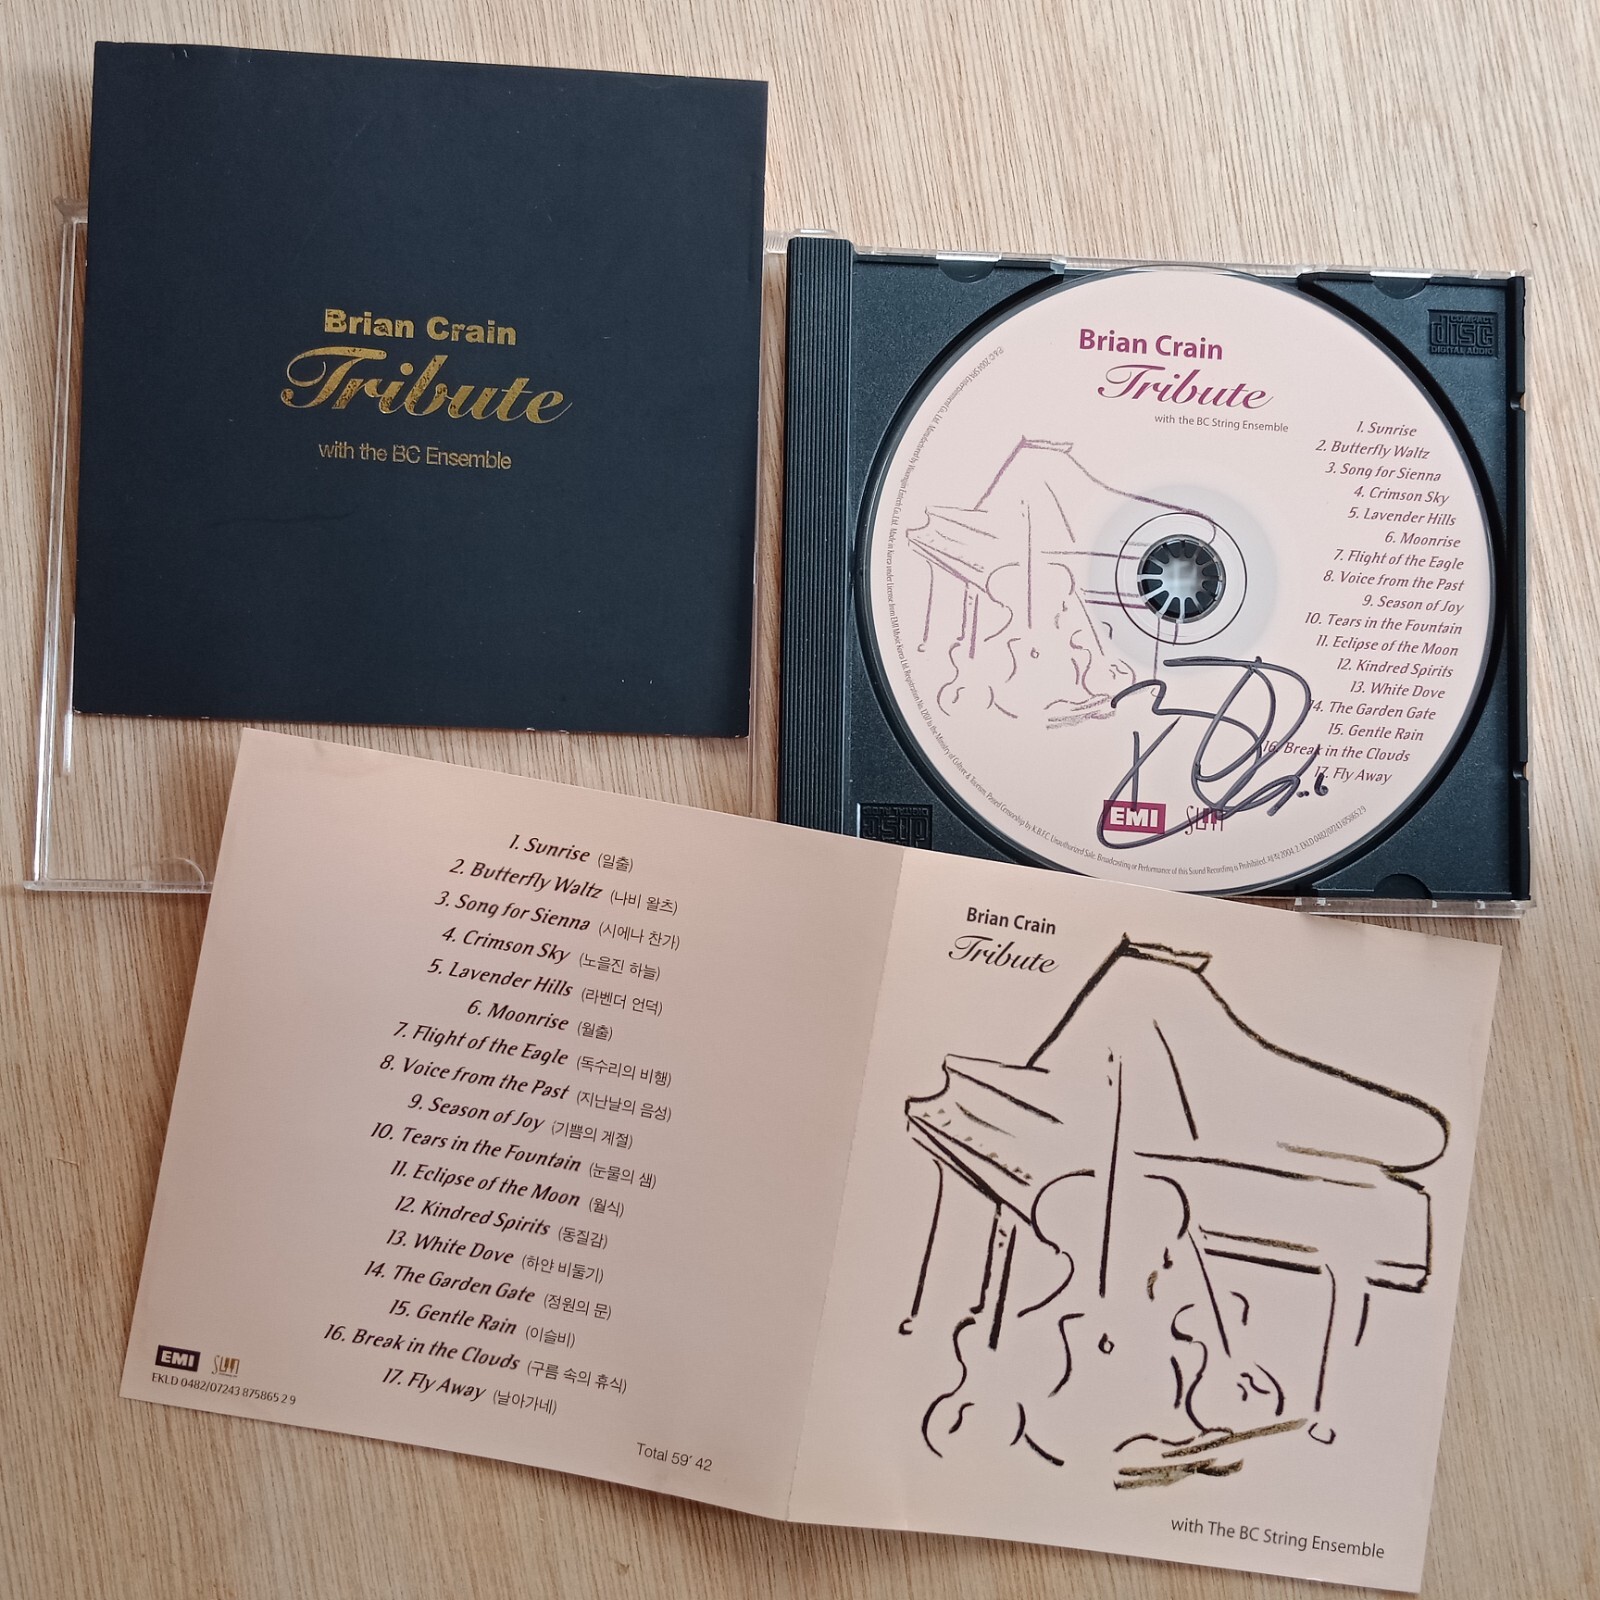 Brian Crain
Tribute
with the BC Ensemble
Brian Crain
Tribute
with the BC String Ensemble
1. Sunrise
2. Butterfly Waltz
3. Song for Sienna
4. Crimson Sky
5. Lavender Hills
6. Moonrise
7. Flight of the Eagle
8. Voice from the Past
9. Season of Joy
10. Tears in the Fountain
11. Eclipse of the Moon
12. Kindred Spirits
13. White Dove
14. The Garden Gate
15. Gentle Rain
16. Break in the Clouds
17. Fly Away
EMI
COMPACT
disc
DIGITAL AUDIO
1. Sunrise (일출)
2. Butterfly Waltz (나비 왈츠)
3. Song for Sienna (시에나 찬가)
4. Crimson Sky (노을진 하늘)
5. Lavender Hills (라벤더 언덕)
6. Moonrise (월출)
7. Flight of the Eagle (독수리의 비행)
8. Voice from the Past (지난날의 음성)
9. Season of Joy (기쁨의 계절)
10. Tears in the Fountain (눈물의 샘)
11. Eclipse of the Moon (월식)
12. Kindred Spirits (동질감)
13. White Dove (하얀 비둘기)
14. The Garden Gate (정원의 문)
15. Gentle Rain (이슬비)
16. Break in the Clouds (구름 속의 휴식)
17. Fly Away (날아가네)
EMI
EKLD 0482/07243 875865 2 9
Total 59' 42
Brian Crain
Tribute
with The BC String Ensemble